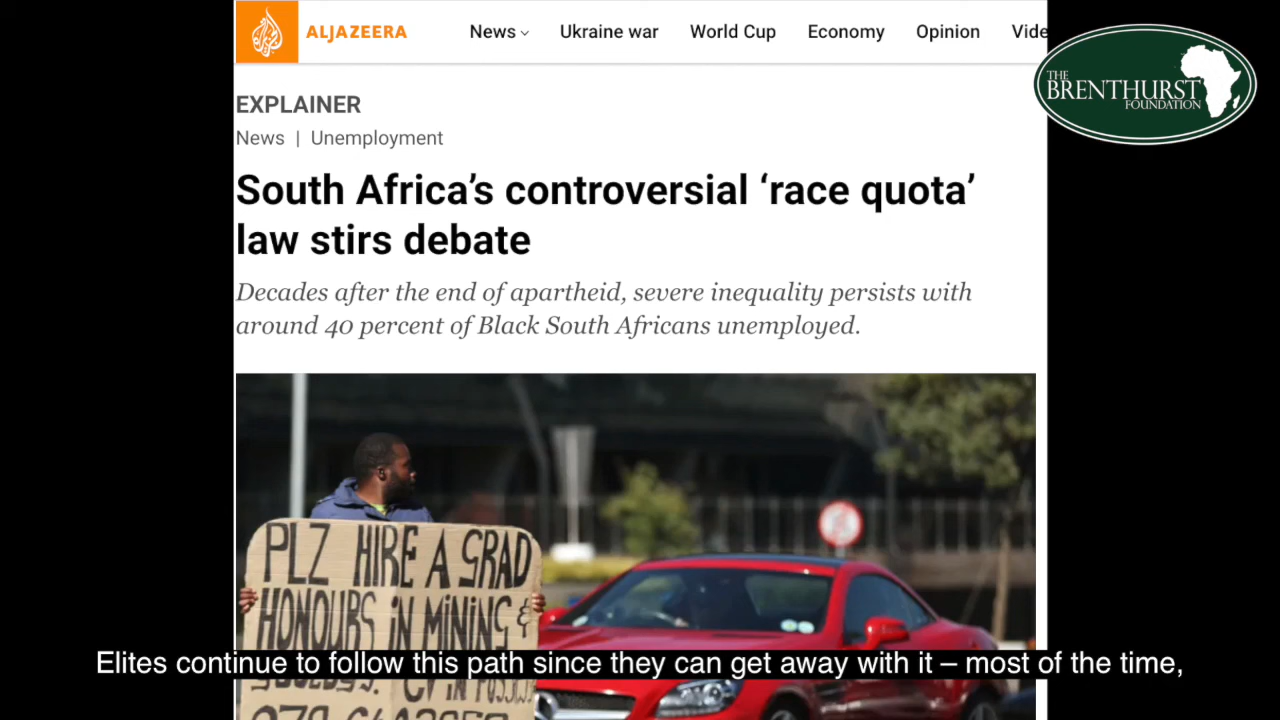 ALJAZEERA
News Ukraine war World Cup Economy Opinion Vide
THE
BRENTHURST
FOUNDATION
EXPLAINER
News | Unemployment
South Africa’s controversial ‘race quota’
law stirs debate
Decades after the end of apartheid, severe inequality persists with
around 40 percent of Black South Africans unemployed.
PLZ HIRE A GRAD
HONOURS IN MINING &
Elites continue to follow this path since they can get away with it – most of the time,